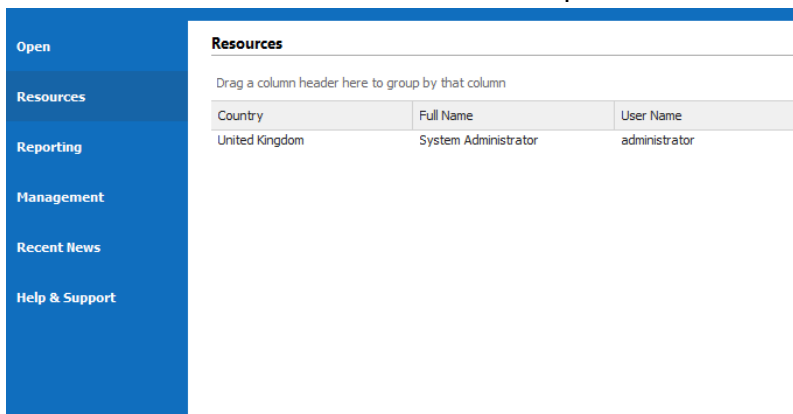 Open
Resources
Reporting
Management
Recent News
Help & Support
Resources
Drag a column header here to group by that column
Country Full Name User Name
United Kingdom System Administrator administrator